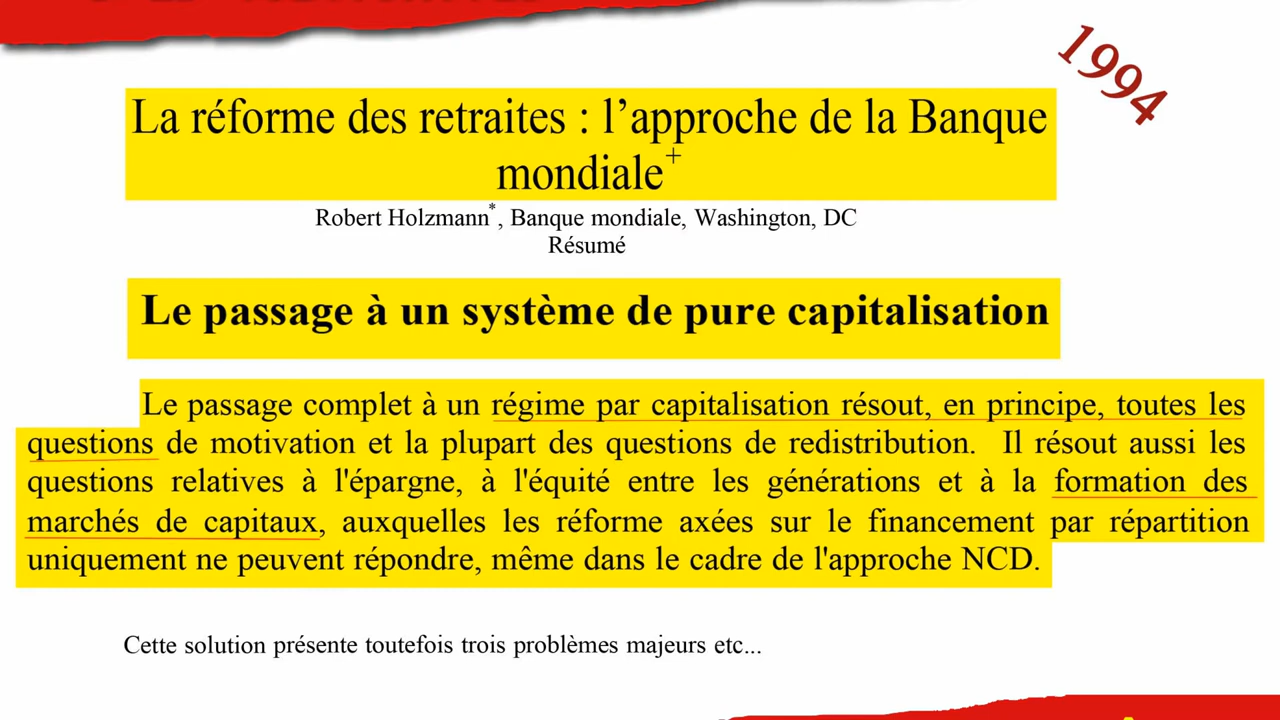 1994
La réforme des retraites : l’approche de la Banque
mondiale+
Robert Holzmann*, Banque mondiale, Washington, DC
Résumé
Le passage à un système de pure capitalisation
Le passage complet à un régime par capitalisation résout, en principe, toutes les
questions de motivation et la plupart des questions de redistribution. Il résout aussi les
questions relatives à l'épargne, à l'équité entre les générations et à la formation des
marchés de capitaux, auxquelles les réforme axées sur le financement par répartition
uniquement ne peuvent répondre, même dans le cadre de l'approche NCD.
Cette solution présente toutefois trois problèmes majeurs etc...